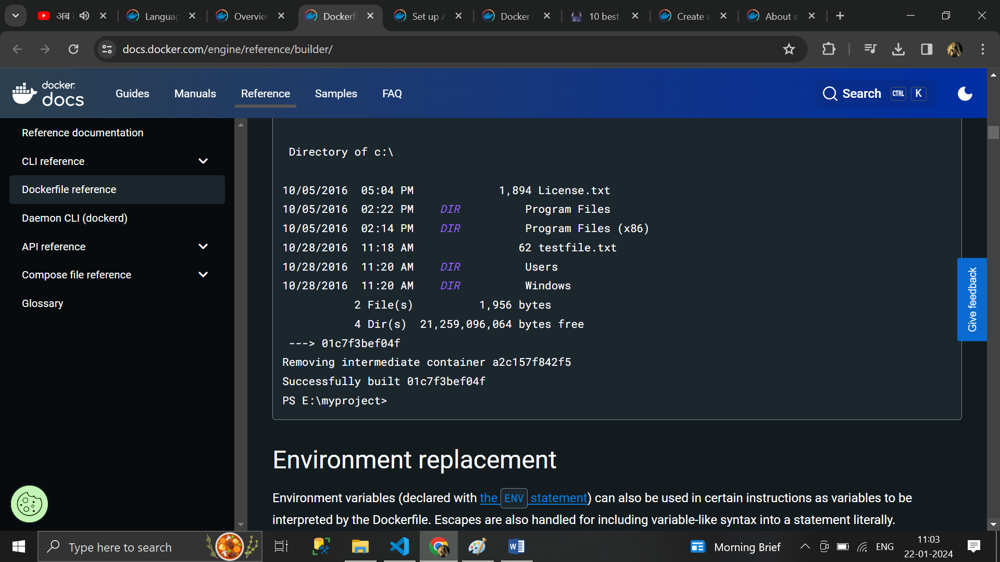 अब
Languag
Overview
Dockerfi
Set up A
Docker
10 best
Create a
About s
docs.docker.com/engine/reference/builder/
docker
docs
Guides
Manuals
Reference
Samples
FAQ
Search CTRL K
Reference documentation
CLI reference
Dockerfile reference
Daemon CLI (dockerd)
API reference
Compose file reference
Glossary
Directory of c:\
10/05/2016  05:04 PM             1,894 License.txt
10/05/2016  02:22 PM    DIR          Program Files
10/05/2016  02:14 PM    DIR          Program Files (x86)
10/28/2016  11:18 AM                62 testfile.txt
10/28/2016  11:20 AM    DIR          Users
10/28/2016  11:20 AM    DIR          Windows
2 File(s)          1,956 bytes
4 Dir(s)  21,259,096,064 bytes free
---> 01c7f3bef04f
Removing intermediate container a2c157f842f5
Successfully built 01c7f3bef04f
PS E:\myproject>
Give feedback
Environment replacement
Environment variables (declared with the ENV statement) can also be used in certain instructions as variables to be
interpreted by the Dockerfile. Escapes are also handled for including variable-like syntax into a statement literally.
Type here to search
Morning Brief
ENG
11:03
22-01-2024